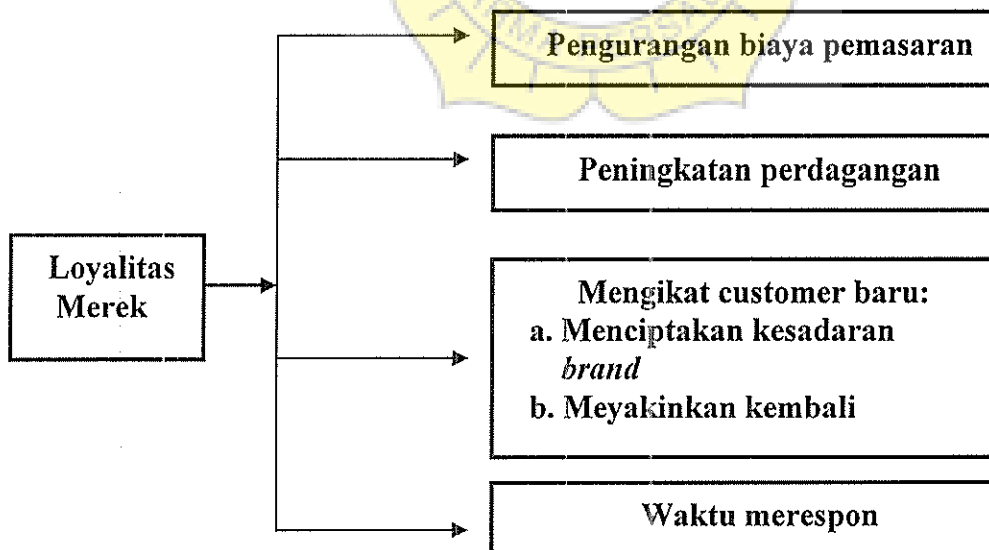 Pengurangan biaya pemasaran
Peningkatan perdagangan
Loyalitas
Merek
Mengikat customer baru:
a. Menciptakan kesadaran
brand
b. Meyakinkan kembali
Waktu merespon